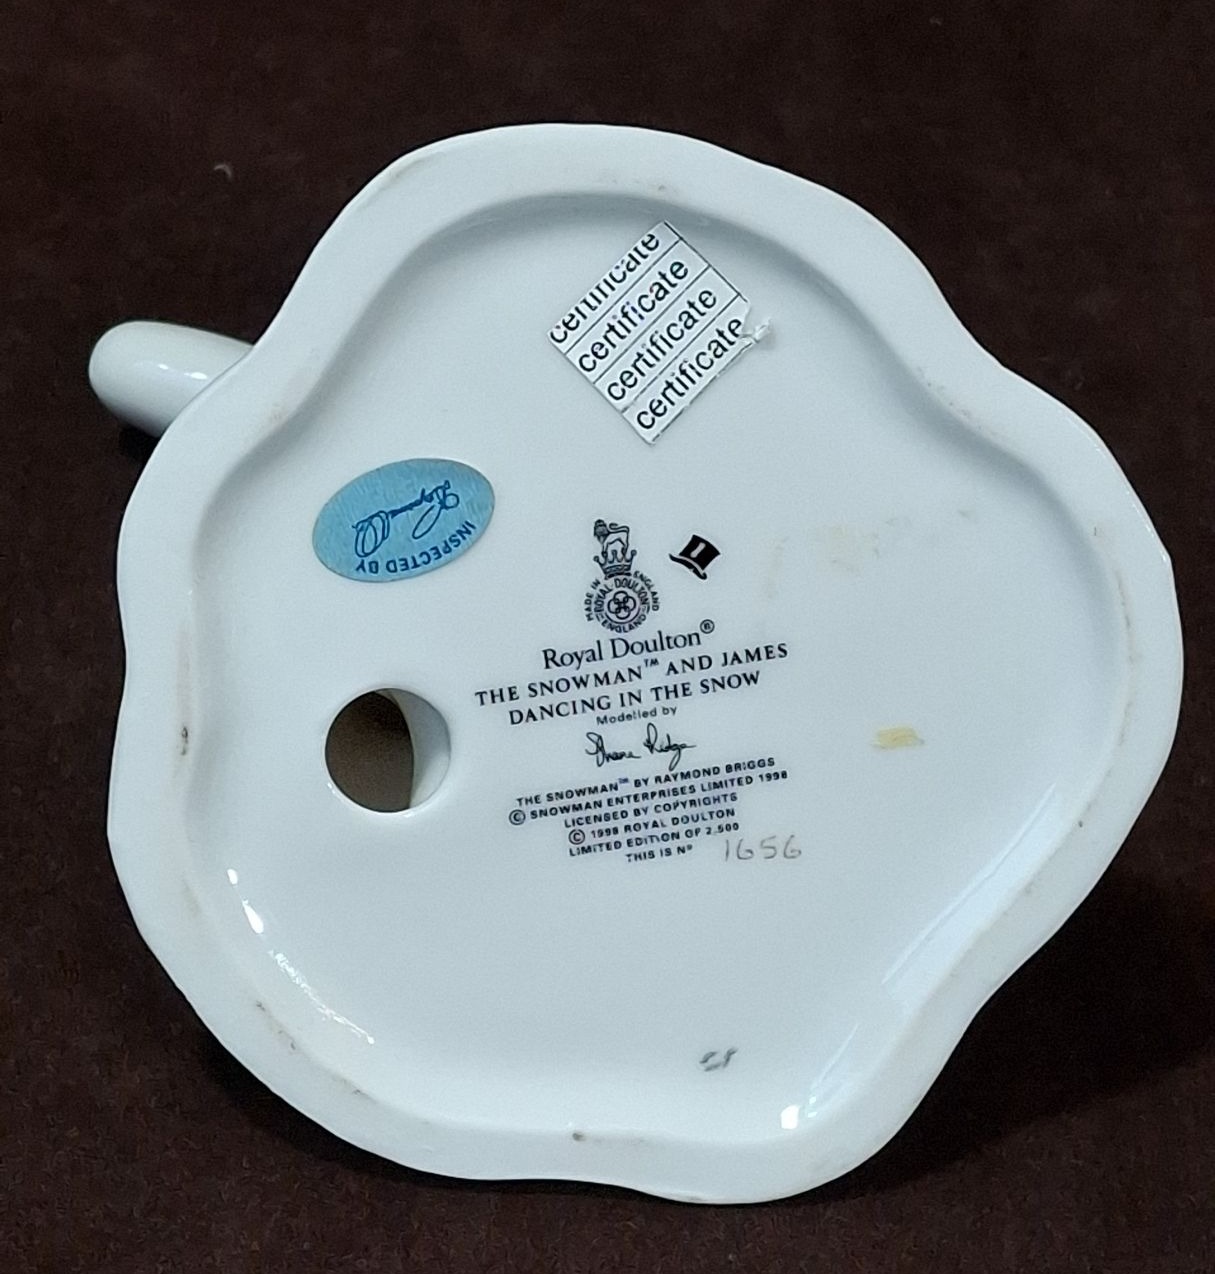 certificate
certificate
certificate
certificate
INSPECTED BY
MADE IN ENGLAND
ROYAL·DOULTON
ENGLAND
Royal Doulton®
THE SNOWMAN™ AND JAMES
DANCING IN THE SNOW
Modelled by
Shane Ridge
THE SNOWMAN™ BY RAYMOND BRIGGS
© SNOWMAN ENTERPRISES LIMITED 1998
LICENSED BY COPYRIGHTS
© 1998 ROYAL DOULTON
LIMITED EDITION OF 2,500
THIS IS Nº 1656